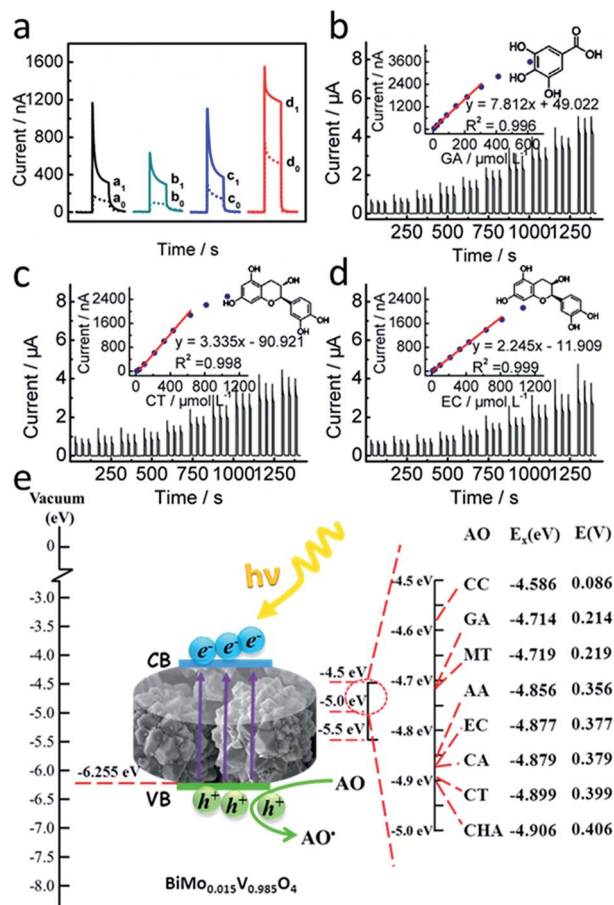 a
Current / nA
1600
1200
800
400
0
a₁
a₀
b₁
b₀
c₁
c₀
d₁
d₀
Time / s
b
Current / μA
8
6
4
2
0
250 500 750 1000 1250
Time / s
Current / nA
3600
2400
1200
0
0 200 400 600
GA / μmol L⁻¹
y = 7.812x + 49.022
R² = 0.996
HO
HO
OH
O
OH
c
Current / μA
8
6
4
2
0
250 500 750 1000 1250
Time / s
Current / nA
2400
1600
800
0
0 400 800 1200
CT / μmol L⁻¹
y = 3.335x - 90.921
R² = 0.998
OH
HO
OH
O
OH
HO
d
Current / μA
8
6
4
2
0
250 500 750 1000 1250
Time / s
Current / nA
2400
1600
800
0
0 400 800 1200
EC / μmol L⁻¹
y = 2.245x - 11.909
R² = 0.999
OH
HO
OH
O
OH
HO
e
Vacuum
(eV)
0
-3.0
-3.5
-4.0
-4.5
-5.0
-5.5
-6.0
-6.5
-7.0
-8.0
-6.255 eV
hν
CB
e⁻ e⁻ e⁻
VB
h⁺ h⁺ h⁺
AO
AO•
BiMo₀.₀₁₅V₀.₉₈₅O₄
-4.5 eV
-5.0 eV
-5.5 eV
-4.5 eV
-4.6 eV
-4.7 eV
-4.8 eV
-4.9 eV
-5.0 eV
AO Eₓ(eV) E(V)
CC -4.586 0.086
GA -4.714 0.214
MT -4.719 0.219
AA -4.856 0.356
EC -4.877 0.377
CA -4.879 0.379
CT -4.899 0.399
CHA -4.906 0.406